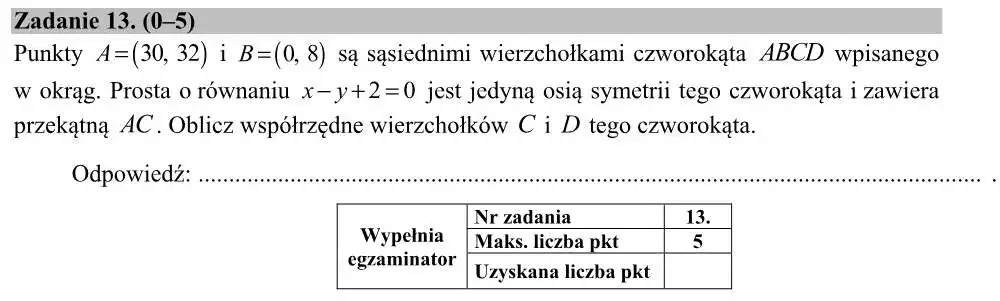 Zadanie 13. (0–5)
Punkty A=(30, 32) i B=(0, 8) są sąsiednimi wierzchołkami czworokąta ABCD wpisanego
w okrąg. Prosta o równaniu x−y+2=0 jest jedyną osią symetrii tego czworokąta i zawiera
przekątną AC. Oblicz współrzędne wierzchołków C i D tego czworokąta.
Odpowiedź: ................................................................................................................................ .
Wypełnia egzaminator
Nr zadania 13.
Maks. liczba pkt 5
Uzyskana liczba pkt